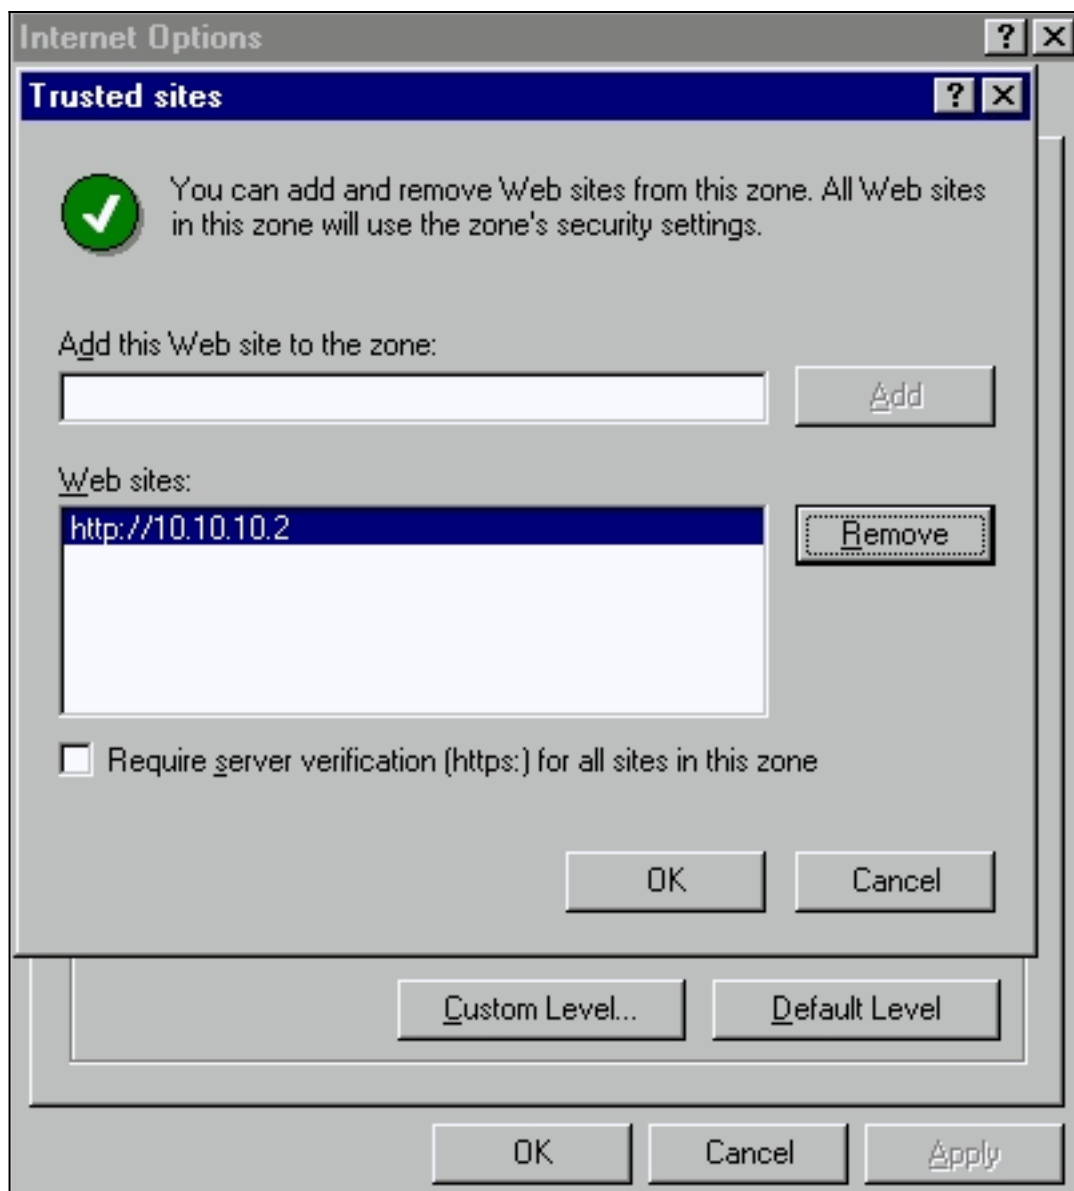 Internet Options
Trusted sites
You can add and remove Web sites from this zone. All Web sites
in this zone will use the zone's security settings.
Add this Web site to the zone:
Add
Web sites:
http://10.10.10.2
Remove
Require server verification (https:) for all sites in this zone
OK Cancel
Custom Level... Default Level
OK Cancel Apply